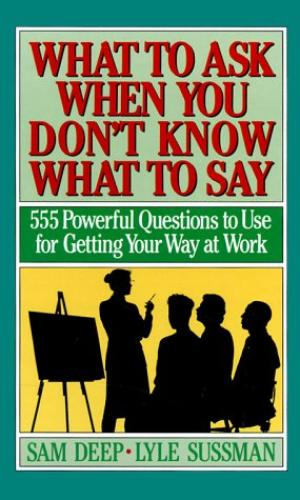 WHAT TO ASK
WHEN YOU
DON'T KNOW
WHAT TO SAY
555 Powerful Questions to Use
for Getting Your Way at Work
SAM DEEP • LYLE SUSSMAN